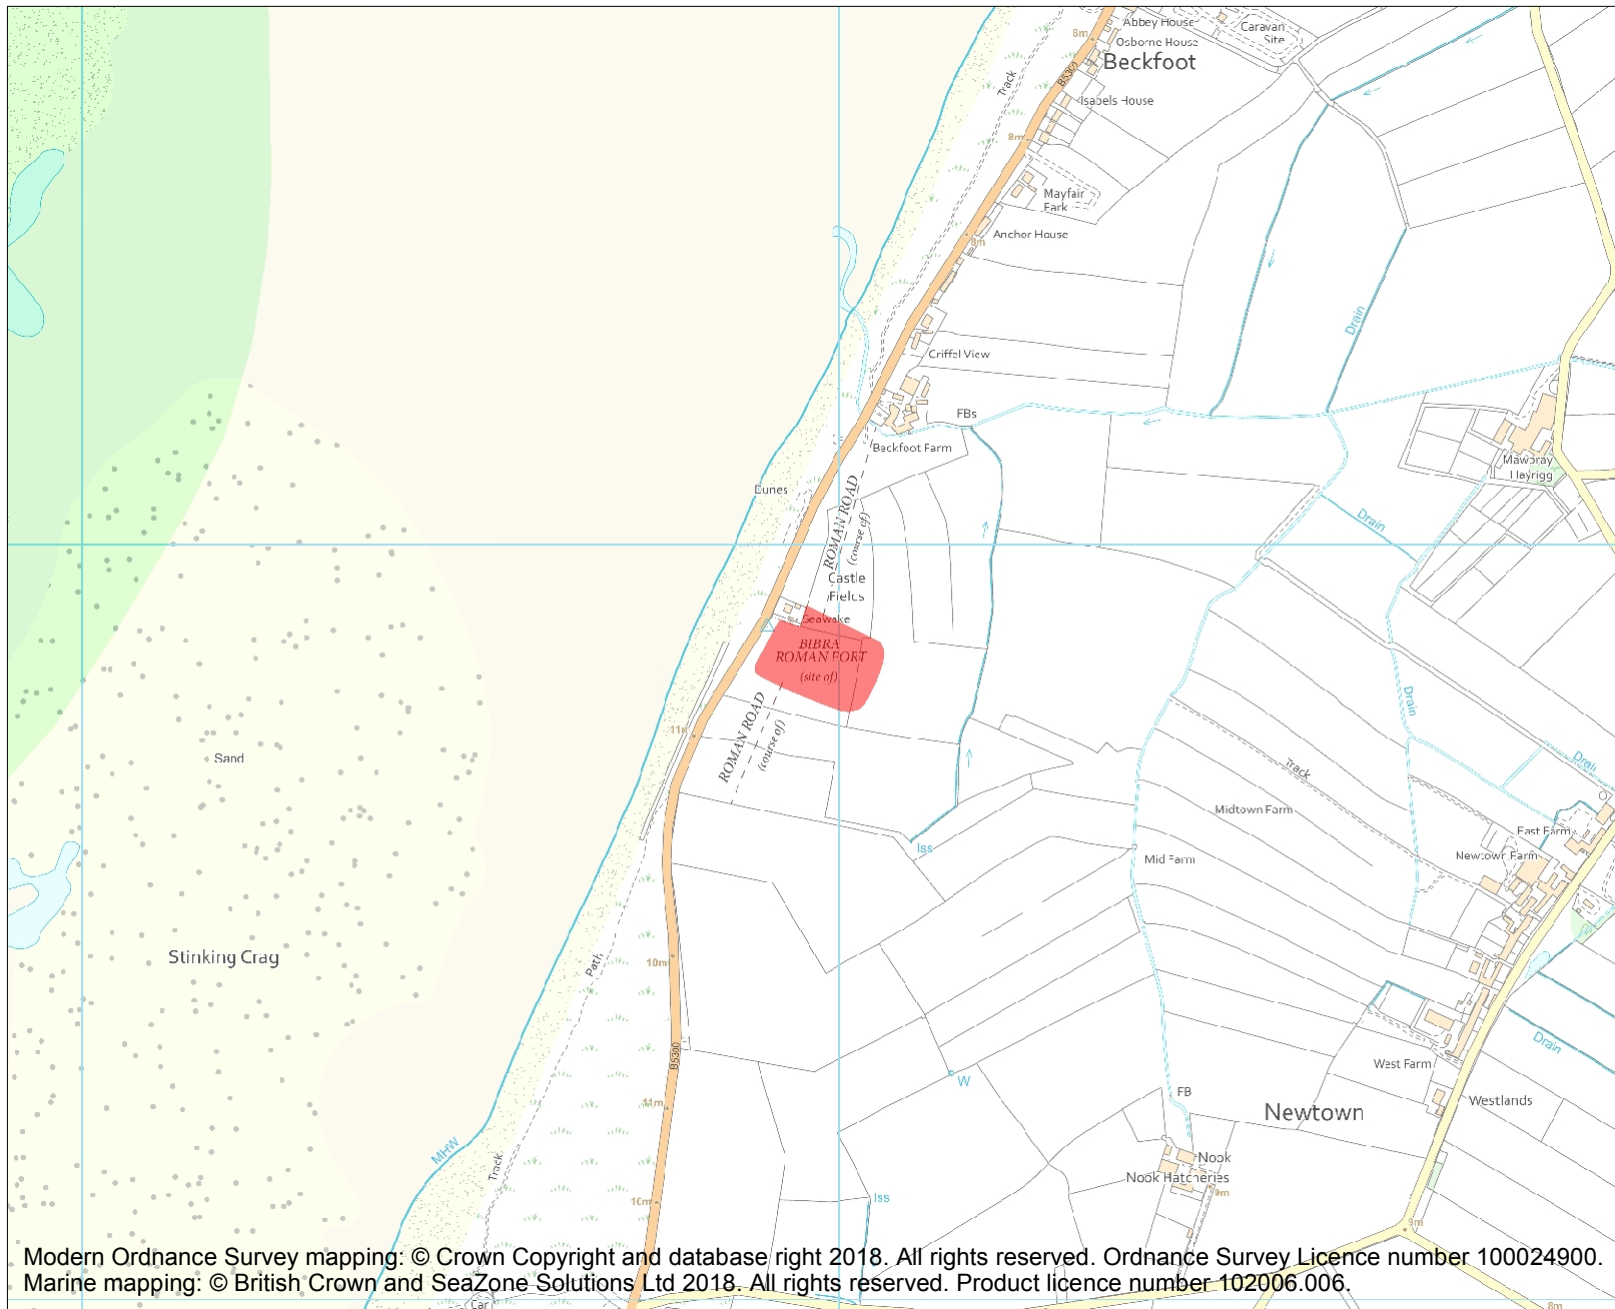 Abbey House
Caravan
Site
8m
Osborne House
Beckfoot
B5300
Track
Isabels House
8m
Mayfair
Park
Anchor House
8m
Drain
Criffel View
FBs
Beckfoot Farm
Mawbray
Hayrigg
Dunes
ROMAN ROAD
(course of)
Drain
Castle
Fields
Seawake
BIBRA
ROMAN FORT
(site of)
ROMAN ROAD
(course of)
11m
Drain
Sand
Track
Drain
Midtown Farm
East Farm
Iss
Newtown Farm
Mid Farm
Stinking Crag
Path
10m
B5300
Drain
W
West Farm
FB
Westlands
11m
Newtown
MHW
Track
Nook
Nook Hatcheries
9m
Iss
10m
9m
Modern Ordnance Survey mapping: © Crown Copyright and database right 2018. All rights reserved. Ordnance Survey Licence number 100024900.
Marine mapping: © British Crown and SeaZone Solutions Ltd 2018. All rights reserved. Product licence number 102006.006.
8m